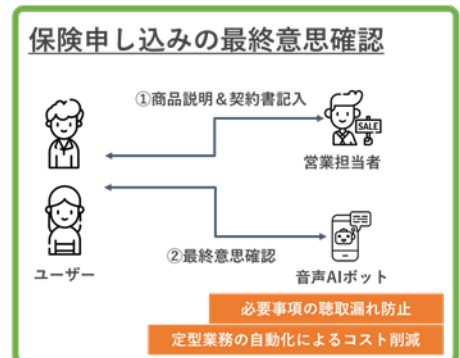 保険申し込みの最終意思確認
①商品説明＆契約書記入
SALE
営業担当者
②最終意思確認
ユーザー
音声AIボット
必要事項の聴取漏れ防止
定型業務の自動化によるコスト削減